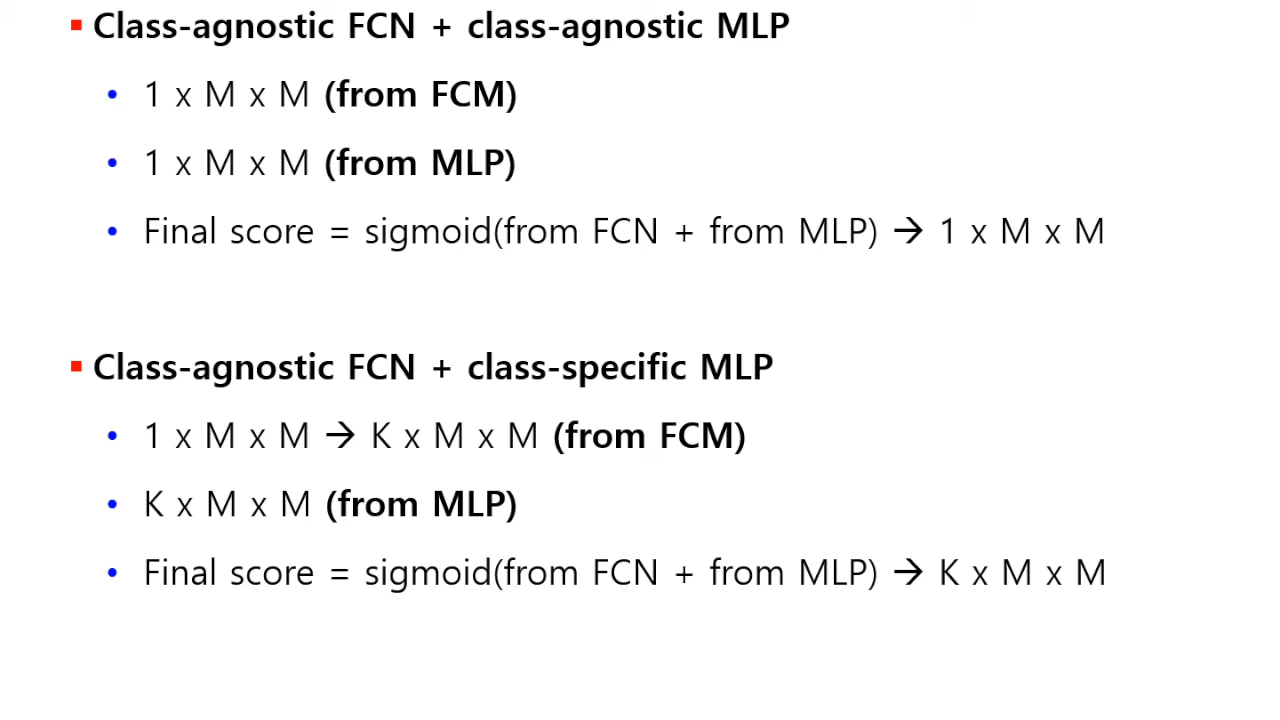 ▪ Class-agnostic FCN + class-agnostic MLP
• 1 x M x M (from FCM)
• 1 x M x M (from MLP)
• Final score = sigmoid(from FCN + from MLP) → 1 x M x M
▪ Class-agnostic FCN + class-specific MLP
• 1 x M x M → K x M x M (from FCM)
• K x M x M (from MLP)
• Final score = sigmoid(from FCN + from MLP) → K x M x M